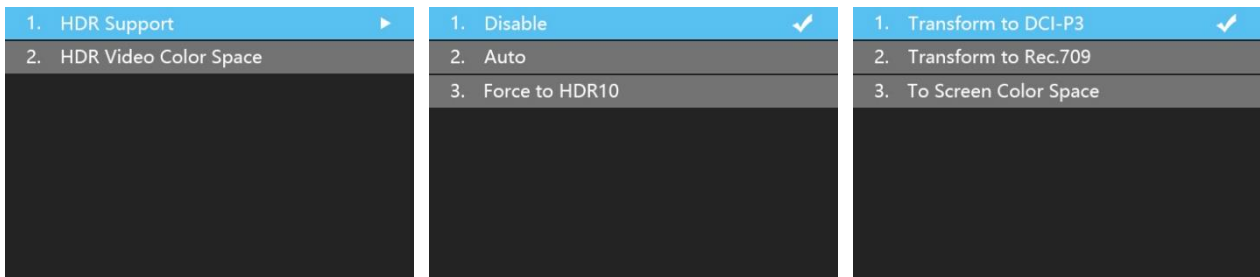 1. HDR Support
2. HDR Video Color Space
1. Disable
2. Auto
3. Force to HDR10
1. Transform to DCI-P3
2. Transform to Rec.709
3. To Screen Color Space